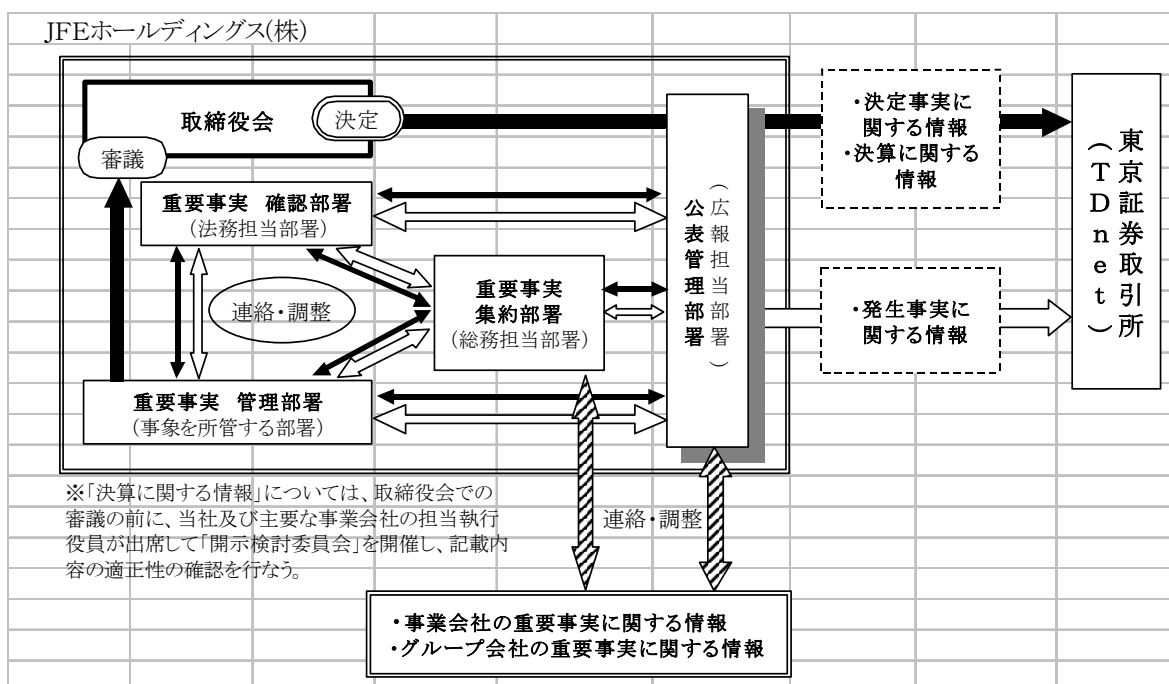 JFEホールディングス(株)
取締役会
決定
審議
重要事実 確認部署
(法務担当部署)
連絡・調整
重要事実
集約部署
(総務担当部署)
重要事実 管理部署
(事象を所管する部署)
公表管理部署
(広報担当部署)
・決定事実に
関する情報
・決算に関する
情報
・発生事実に
関する情報
東京証券取引所
(TDnet)
※「決算に関する情報」については、取締役会での
審議の前に、当社及び主要な事業会社の担当執行
役員が出席して「開示検討委員会」を開催し、記載内
容の適正性の確認を行なう。
連絡・調整
・事業会社の重要事実に関する情報
・グループ会社の重要事実に関する情報